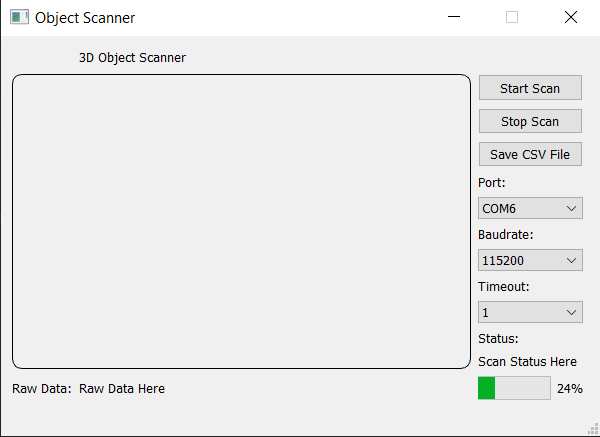 Object Scanner
3D Object Scanner
Start Scan
Stop Scan
Save CSV File
Port:
COM6
Baudrate:
115200
Timeout:
1
Status:
Scan Status Here
24%
Raw Data: Raw Data Here